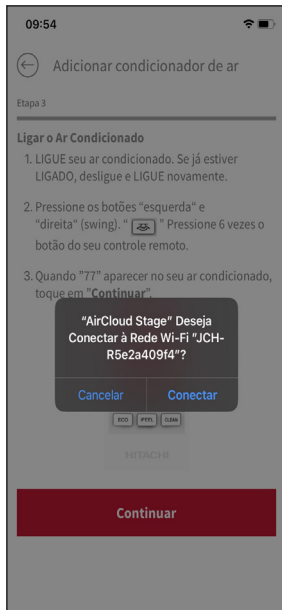 09:54
Adicionar condicionador de ar
Etapa 3
Ligar o Ar Condicionado
1. LIGUE seu ar condicionado. Se já estiver
LIGADO, desligue e LIGUE novamente.
2. Pressione os botões “esquerda“ e
“direita“ (swing). “ ” Pressione 6 vezes o
botão do seu controle remoto.
3. Quando ”77” aparecer no seu ar condicionado,
toque em ”Continuar”.
“AirCloud Stage” Deseja
Conectar à Rede Wi-Fi "JCH-
R5e2a409f4”?
Cancelar Conectar
ECO CLEAN
HITACHI
Continuar